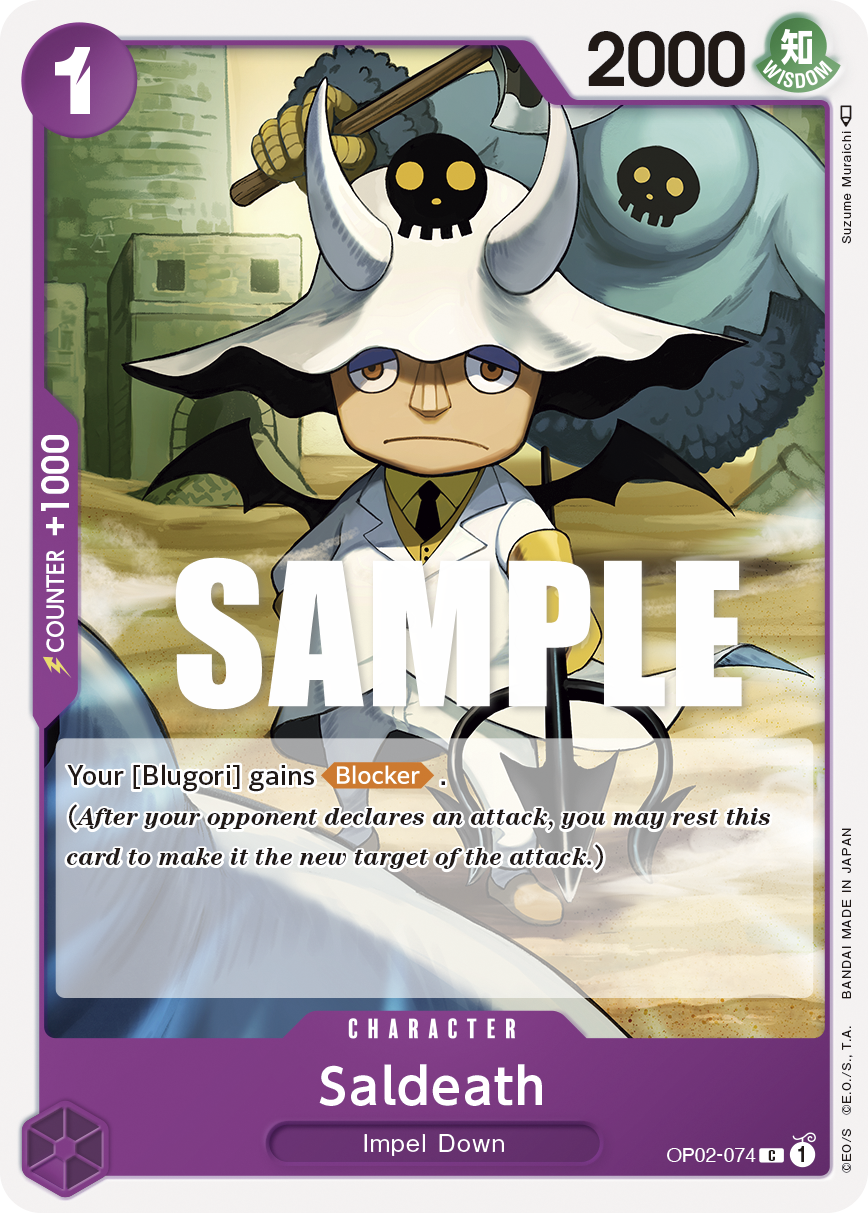 1
2000
知
WISDOM
Suzume Muraichi
COUNTER +1000
SAMPLE
Your [Blugori] gains Blocker .
(After your opponent declares an attack, you may rest this
card to make it the new target of the attack.)
CHARACTER
Saldeath
Impel Down
OP02-074 C 1
©EO/S ©E.O./S., T.A. BANDAI MADE IN JAPAN